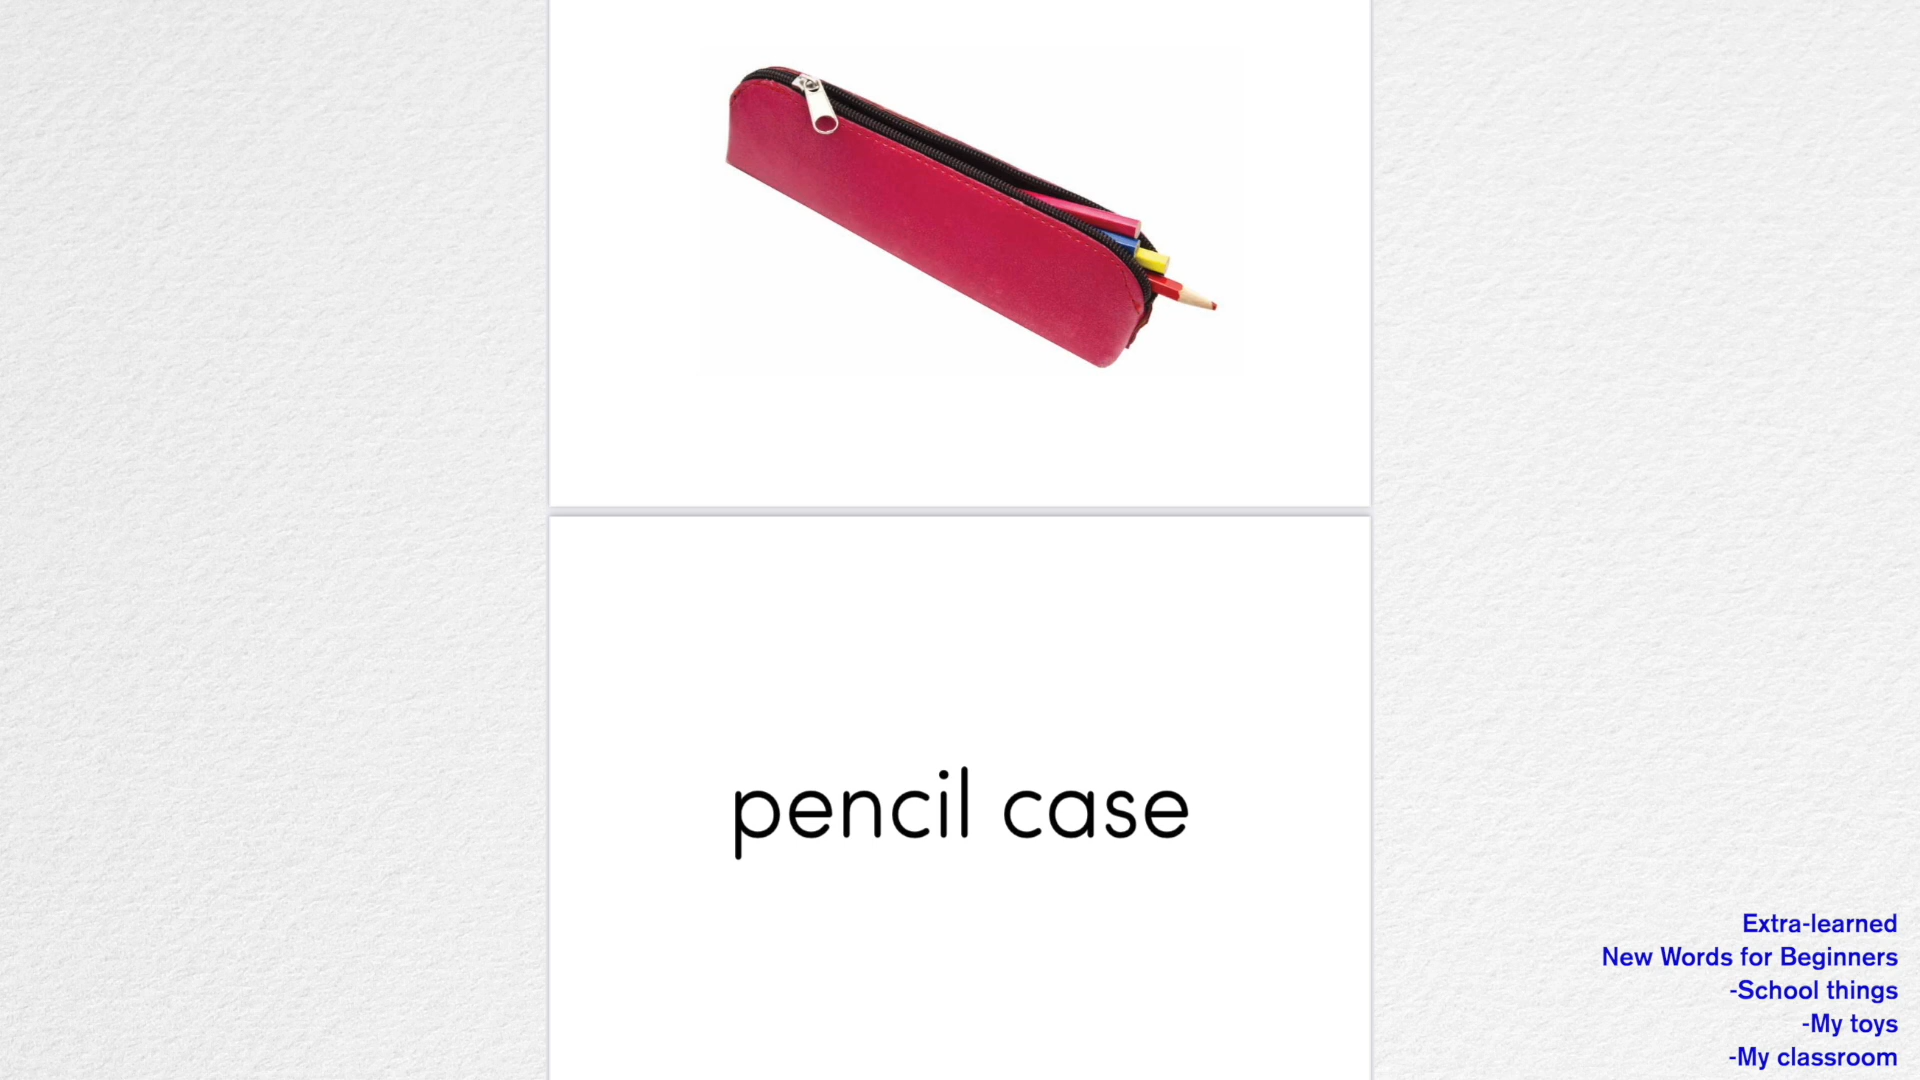 pencil case
Extra-learned
New Words for Beginners
-School things
-My toys
-My classroom